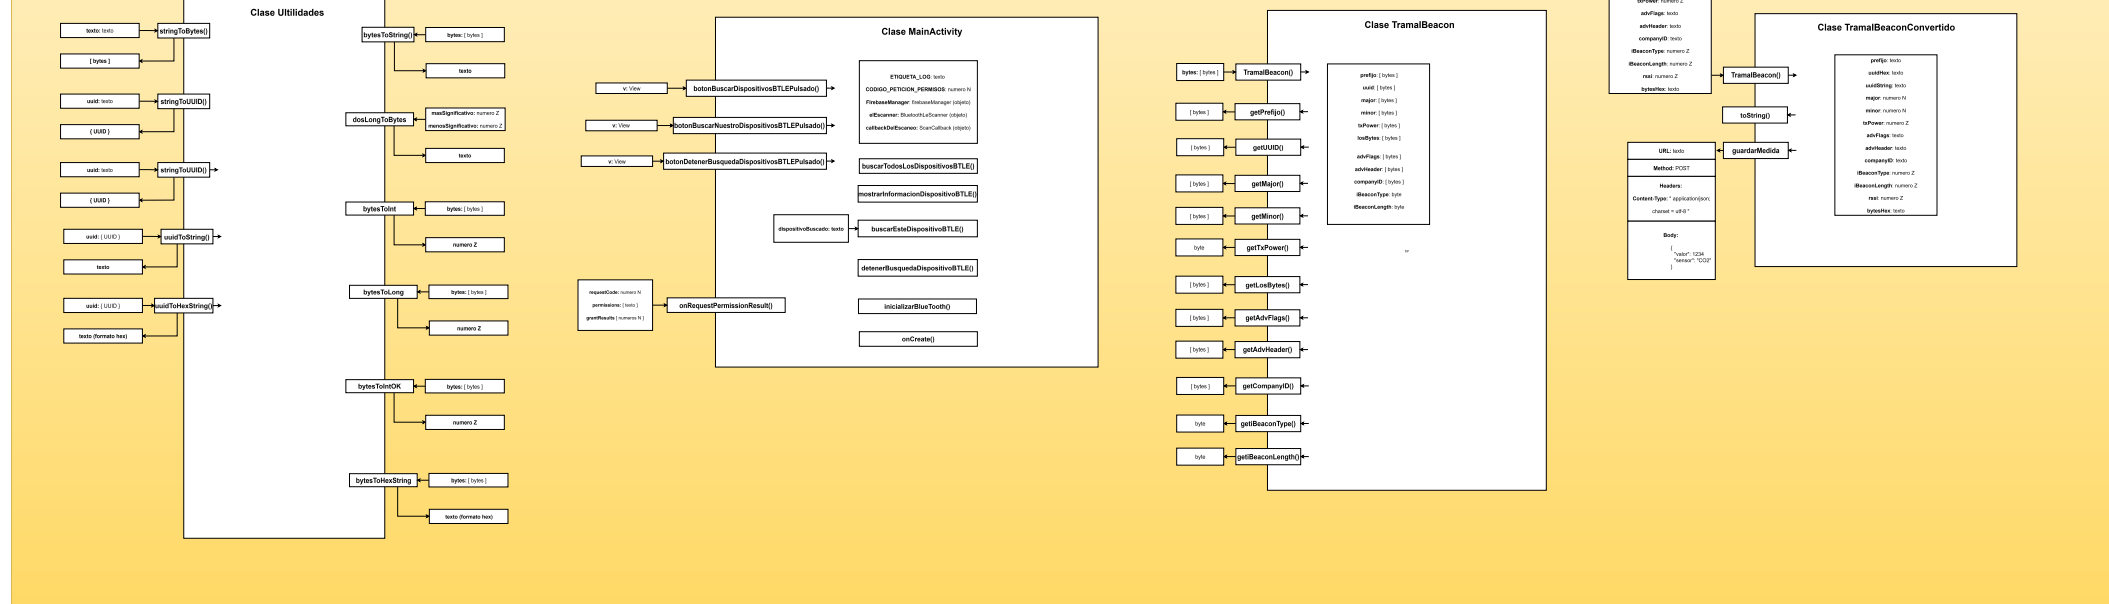 Clase Ultilidades
texto: texto
stringToBytes()
[ bytes ]
uuid: texto
stringToUUID()
{ UUID }
uuid: texto
stringToUUID()
{ UUID }
uuid: { UUID }
uuidToString()
texto
uuid: { UUID }
uuidToHexString()
texto (formato hex)
bytesToString()
bytes: [ bytes ]
texto
dosLongToBytes
masSignificativo: numero Z
menosSignificativo: numero Z
texto
bytesToInt
bytes: [ bytes ]
numero Z
bytesToLong
bytes: [ bytes ]
numero Z
bytesToIntOK
bytes: [ bytes ]
numero Z
bytesToHexString
bytes: [ bytes ]
texto (formato hex)
Clase MainActivity
v: View
botonBuscarDispositivosBTLEPulsado()
v: View
botonBuscarNuestroDispositivosBTLEPulsado()
v: View
botonDetenerBusquedaDispositivosBTLEPulsado()
ETIQUETA_LOG: texto
CODIGO_PETICION_PERMISOS: numero N
FirebaseManager: firebaseManager (objeto)
elEscanner: BluetoothLeScanner (objeto)
callbackDelEscaneo: ScanCallback (objeto)
buscarTodosLosDispositivosBTLE
mostrarInformacionDispositivoBTLE()
dispositivoBuscado: texto
buscarEsteDispositivoBTLE()
detenerBusquedaDispositivoBTLE()
requestCode: numero N
permissions: [ texto ]
grantResults [ numeros N ]
onRequestPermissionResult()
inicializarBlueTooth()
onCreate()
Clase TramaIBeacon
bytes: [ bytes ]
TramaIBeacon()
[ bytes ]
getPrefijo()
[ bytes ]
getUUID()
[ bytes ]
getMajor()
[ bytes ]
getMinor()
byte
getTxPower()
[ bytes ]
getLosBytes()
[ bytes ]
getAdvFlags()
[ bytes ]
getAdvHeader()
[ bytes ]
getCompanyID()
byte
getiBeaconType()
byte
getiBeaconLength()
prefijo: [ bytes ]
uuid: [ bytes ]
major: [ bytes ]
minor: [ bytes ]
txPower: [ bytes ]
losBytes: [ bytes ]
advFlags: [ bytes ]
advHeader: [ bytes ]
companyID: [ bytes ]
iBeaconType: byte
iBeaconLength: byte
txPower: numero Z
advFlags: texto
advHeader: texto
companyID: texto
iBeaconType: numero Z
iBeaconLength: numero Z
rssi: numero Z
bytesHex: texto
Clase TramaIBeaconConvertido
TramaIBeacon()
toString()
guardarMedida
URL: texto
Method: POST
Headers:
Content-Type: " application/json;
charset = utf-8 "
Body:
{
"valor": 1234
"sensor": "CO2"
}
prefijo: texto
uuidHex: texto
uuidString: texto
major: numero N
minor: numero N
txPower: numero Z
advFlags: texto
advHeader: texto
companyID: texto
iBeaconType: numero Z
iBeaconLength: numero Z
rssi: numero Z
bytesHex: texto